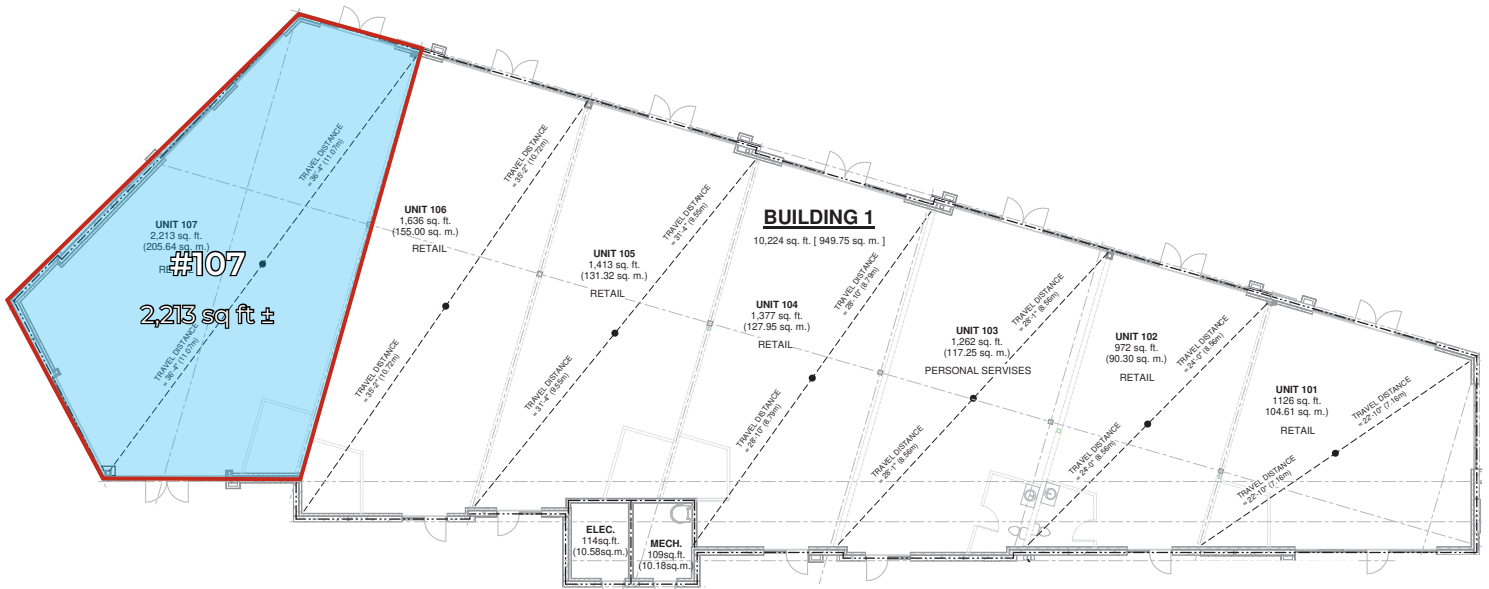 TRAVEL DISTANCE
= 36'-4" (11.07m)
UNIT 107
2,213 sq. ft.
(205.64 sq. m.)
#107
2,213 sq ft ±
TRAVEL DISTANCE
= 36'-4" (11.07m)
TRAVEL DISTANCE
= 35'-2" (10.72m)
UNIT 106
1,636 sq. ft.
(155.00 sq. m.)
RETAIL
TRAVEL DISTANCE
= 35'-2" (10.72m)
TRAVEL DISTANCE
= 31'-4" (9.55m)
UNIT 105
1,413 sq. ft.
(131.32 sq. m.)
RETAIL
TRAVEL DISTANCE
= 31'-4" (9.55m)
BUILDING 1
10,224 sq. ft. [ 949.75 sq. m. ]
TRAVEL DISTANCE
= 28'-10" (8.79m)
UNIT 104
1,377 sq. ft.
(127.95 sq. m.)
RETAIL
TRAVEL DISTANCE
= 28'-10" (8.79m)
TRAVEL DISTANCE
= 28'-1" (8.56m)
UNIT 103
1,262 sq. ft.
(117.25 sq. m.)
PERSONAL SERVISES
TRAVEL DISTANCE
= 28'-1" (8.56m)
TRAVEL DISTANCE
= 24'-0" (8.56m)
UNIT 102
972 sq. ft.
(90.30 sq. m.)
RETAIL
TRAVEL DISTANCE
= 24'-0" (8.56m)
UNIT 101
1126 sq. ft.
104.61 sq. m.)
RETAIL
TRAVEL DISTANCE
= 22'-10" (7.16m)
TRAVEL DISTANCE
= 22'-10" (7.16m)
ELEC.
114sq.ft.
(10.58sq.m.)
MECH.
109sq.ft.
(10.18sq.m.)